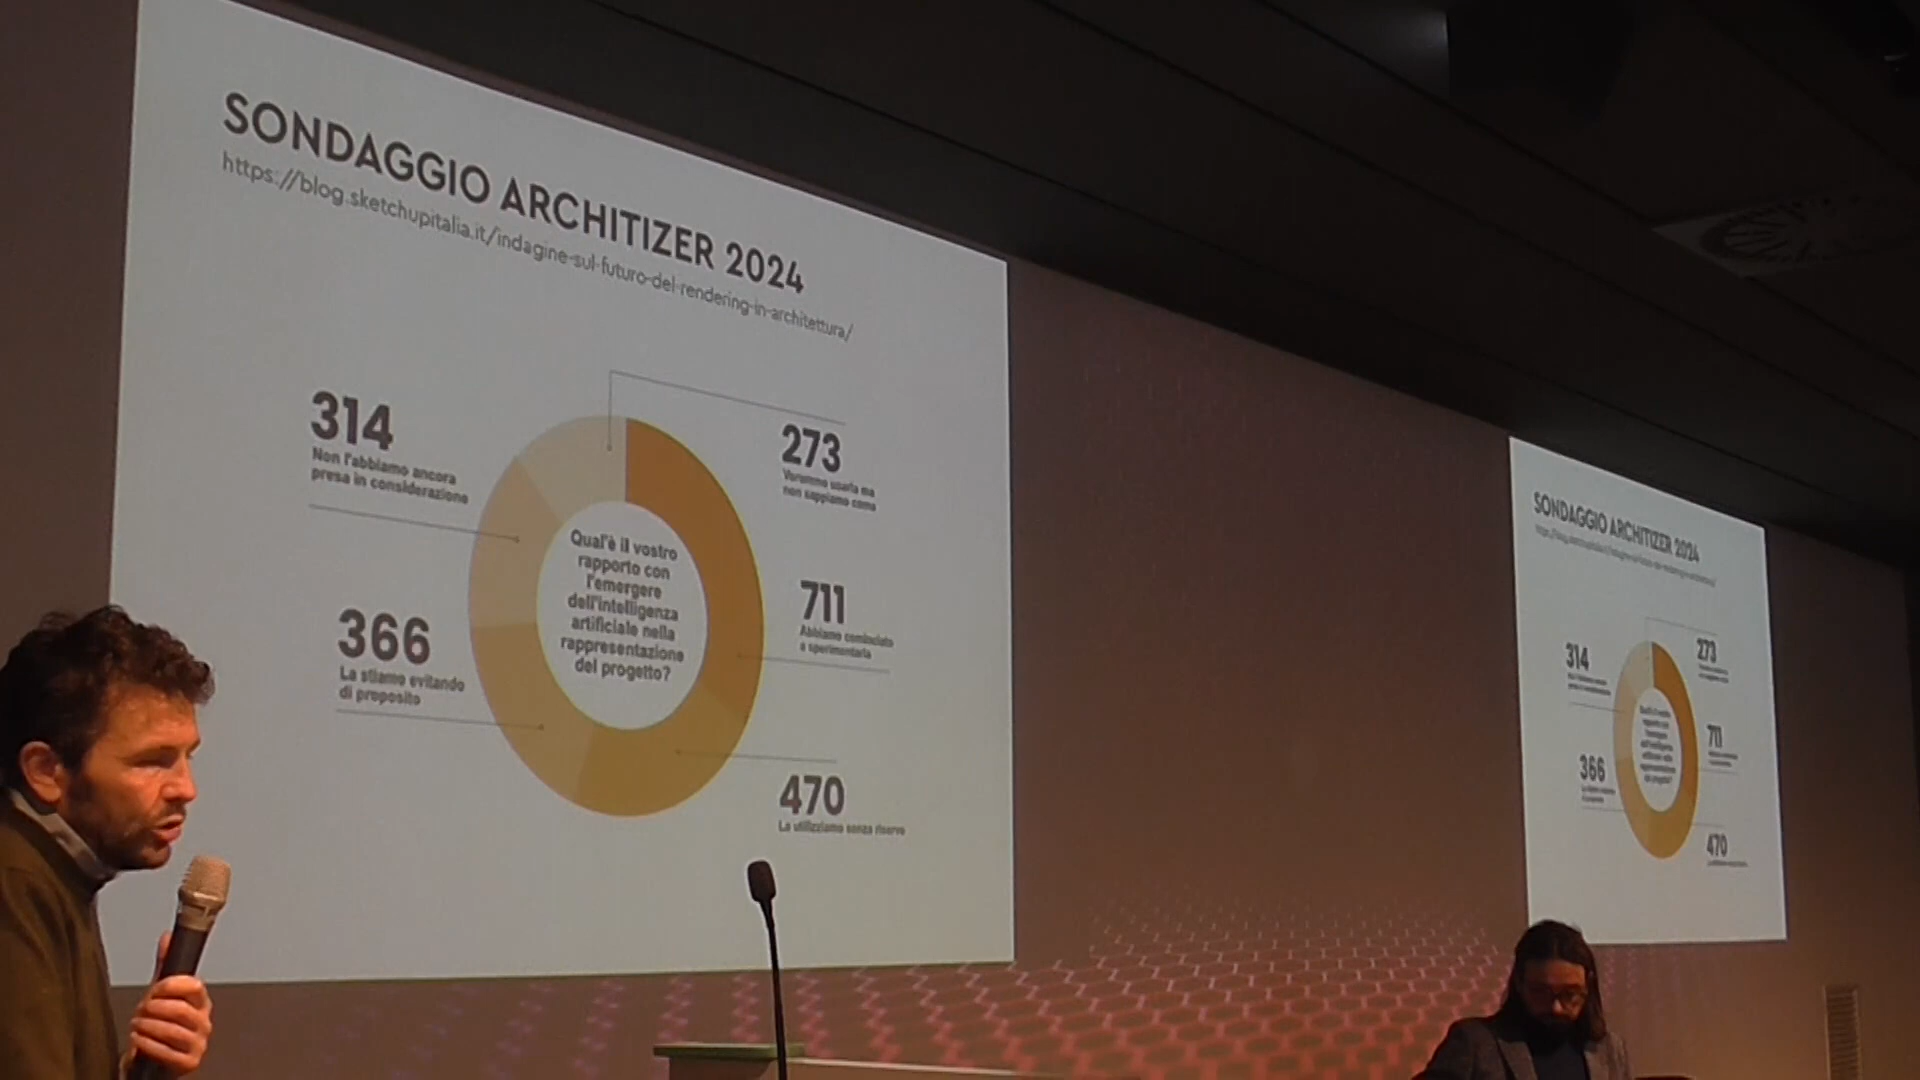 SONDAGGIO ARCHITIZER 2024
https://blog.sketchupitalia.it/indagine-sul-futuro-del-rendering-in-architettura/
314
Non l'abbiamo ancora
presa in considerazione
273
Vorremmo usarla ma
non sappiamo come
Qual'è il vostro
rapporto con
l'emergere
dell'intelligenza
artificiale nella
rappresentazione
del progetto?
711
Abbiamo cominciato
a sperimentarla
366
La stiamo evitando
di proposito
470
La utilizziamo senza riserve
SONDAGGIO ARCHITIZER 2024
314
273
711
366
470